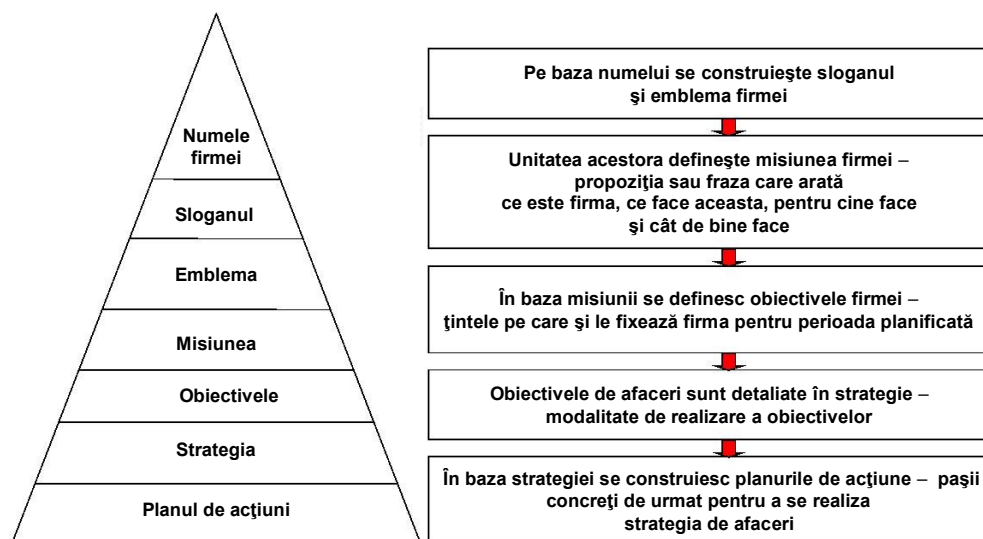 Numele
firmei
Sloganul
Emblema
Misiunea
Obiectivele
Strategia
Planul de acţiuni
Pe baza numelui se construieşte sloganul
şi emblema firmei
Unitatea acestora defineşte misiunea firmei –
propoziţia sau fraza care arată
ce este firma, ce face aceasta, pentru cine face
şi cât de bine face
În baza misiunii se definesc obiectivele firmei –
ţintele pe care şi le fixează firma pentru perioada planificată
Obiectivele de afaceri sunt detaliate în strategie –
modalitate de realizare a obiectivelor
În baza strategiei se construiesc planurile de acţiune – paşii
concreţi de urmat pentru a se realiza
strategia de afaceri